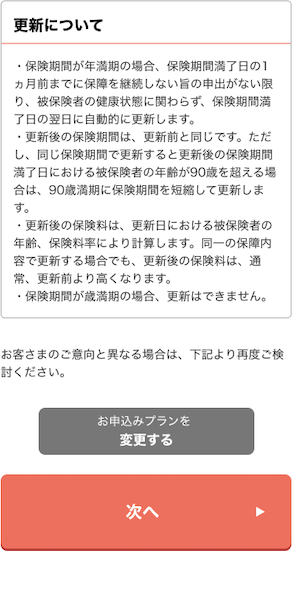 更新について
・保険期間が年満期の場合、保険期間満了日の1
ヵ月前までに保障を継続しない旨の申出がない限
り、被保険者の健康状態に関わらず、保険期間満
了日の翌日に自動的に更新します。
・更新後の保険期間は、更新前と同じです。ただ
し、同じ保険期間で更新すると更新後の保険期間
満了日における被保険者の年齢が90歳を超える場
合は、90歳満期に保険期間を短縮して更新しま
す。
・更新後の保険料は、更新日における被保険者の
年齢、保険料率により計算します。同一の保障内
容で更新する場合でも、更新後の保険料は、通
常、更新前より高くなります。
・保険期間が歳満期の場合、更新はできません。
お客さまのご意向と異なる場合は、下記より再度ご検
討ください。
お申込みプランを
変更する
次へ